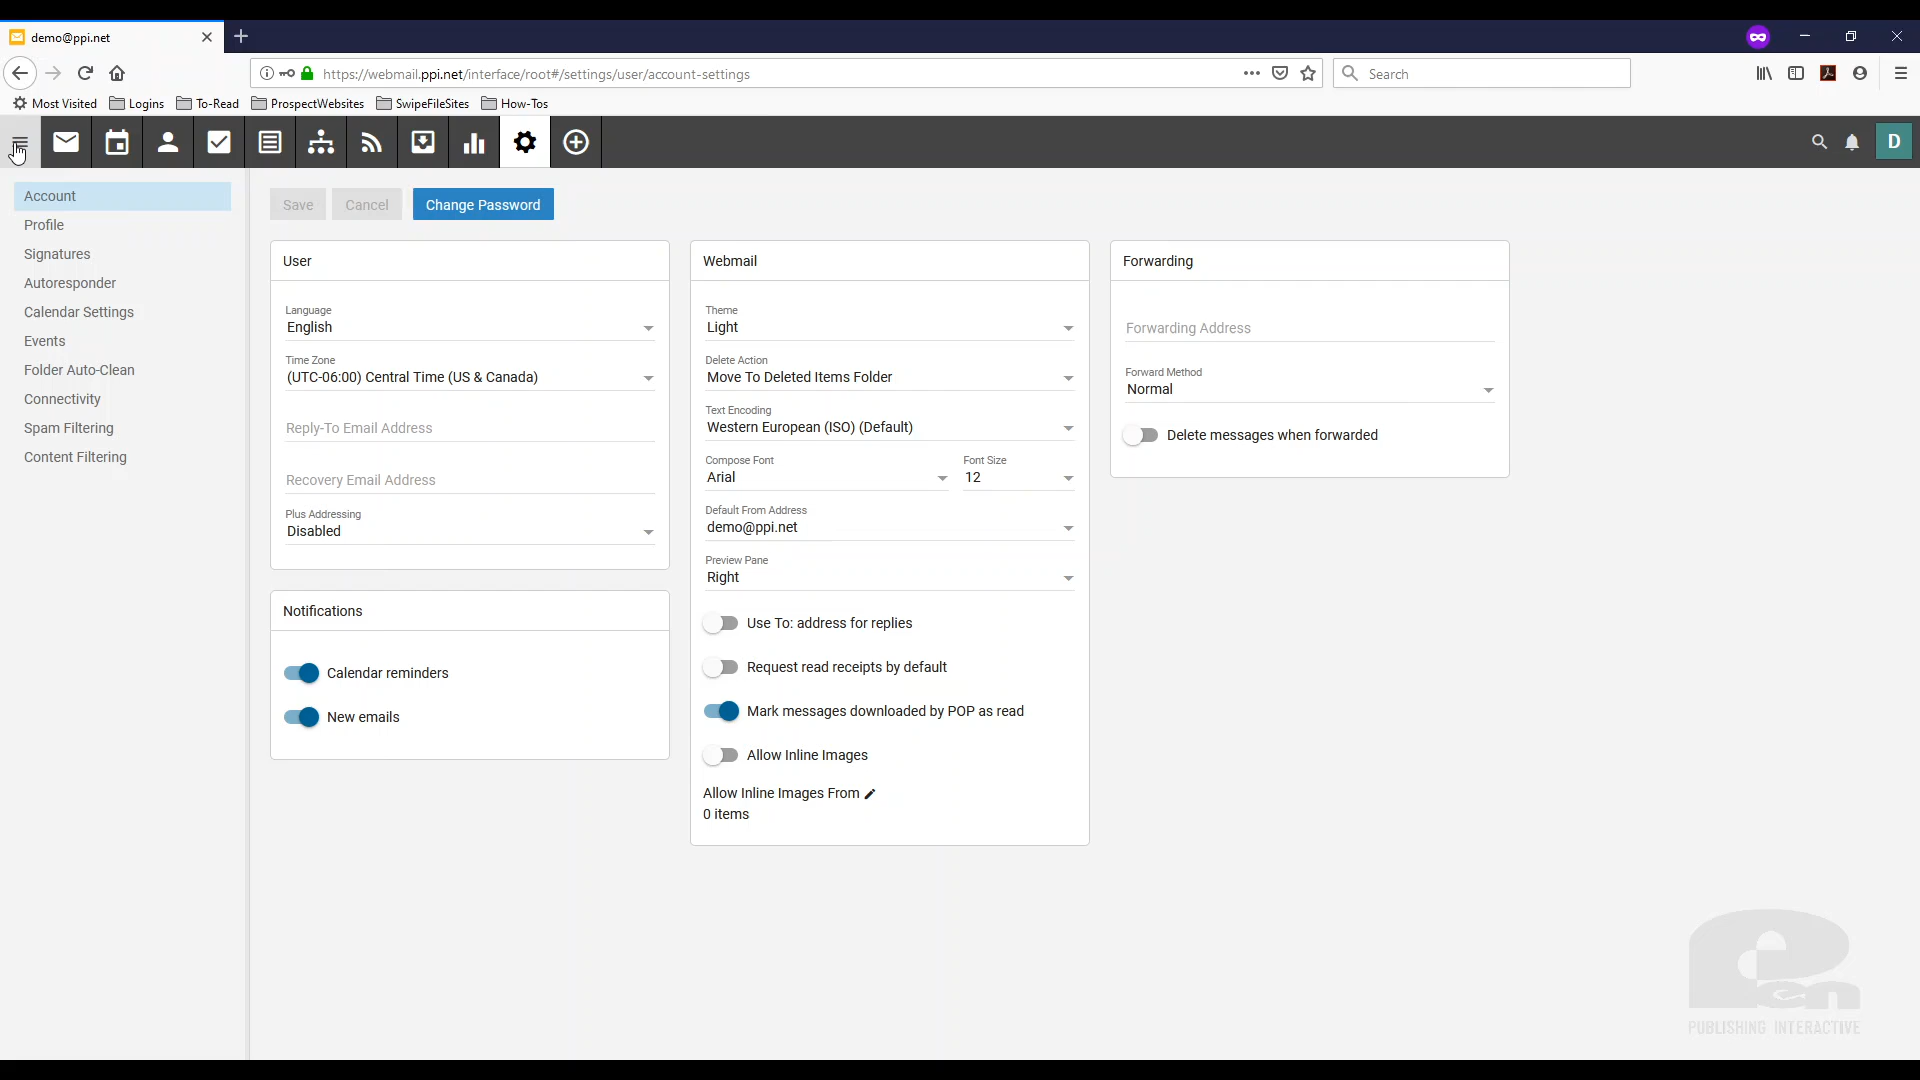 demo@ppi.net
https://webmail.ppi.net/interface/root#/settings/user/account-settings
Search
Most Visited Logins To-Read ProspectWebsites SwipeFileSites How-Tos
D
Account
Profile
Signatures
Autoresponder
Calendar Settings
Events
Folder Auto-Clean
Connectivity
Spam Filtering
Content Filtering
Save Cancel Change Password
User
Language
English
Time Zone
(UTC-06:00) Central Time (US & Canada)
Reply-To Email Address
Recovery Email Address
Plus Addressing
Disabled
Notifications
Calendar reminders
New emails
Webmail
Theme
Light
Delete Action
Move To Deleted Items Folder
Text Encoding
Western European (ISO) (Default)
Compose Font Font Size
Arial 12
Default From Address
demo@ppi.net
Preview Pane
Right
Use To: address for replies
Request read receipts by default
Mark messages downloaded by POP as read
Allow Inline Images
Allow Inline Images From
0 items
Forwarding
Forwarding Address
Forward Method
Normal
Delete messages when forwarded
Pen
PUBLISHING INTERACTIVE